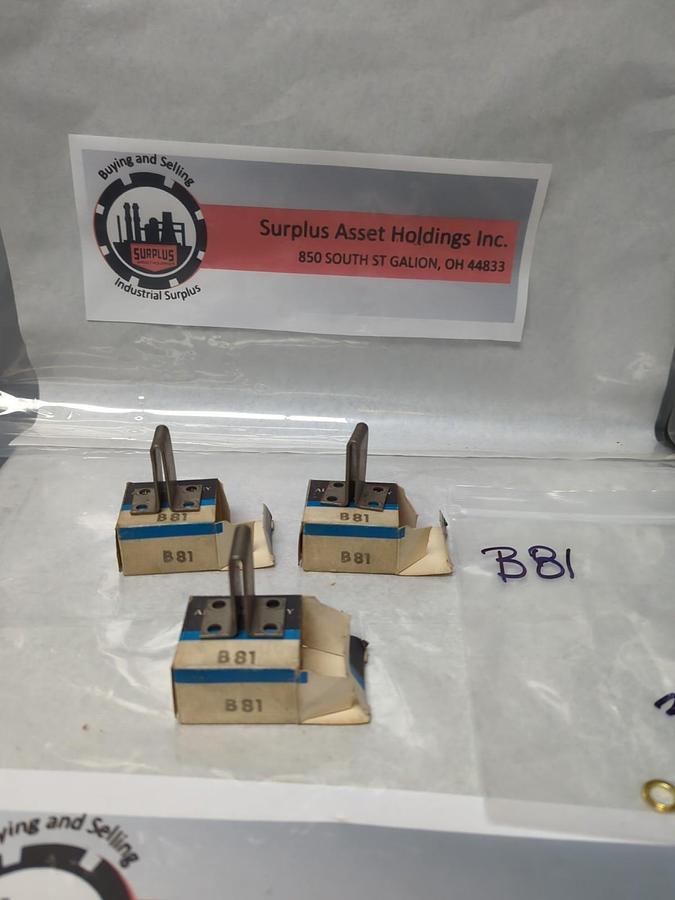 Buying and Selling
SURPLUS
Industrial Surplus
Surplus Asset Holdings Inc.
850 SOUTH ST GALION, OH 44833
B81
B81
B81
B81
B81
B81
B81
and Selling